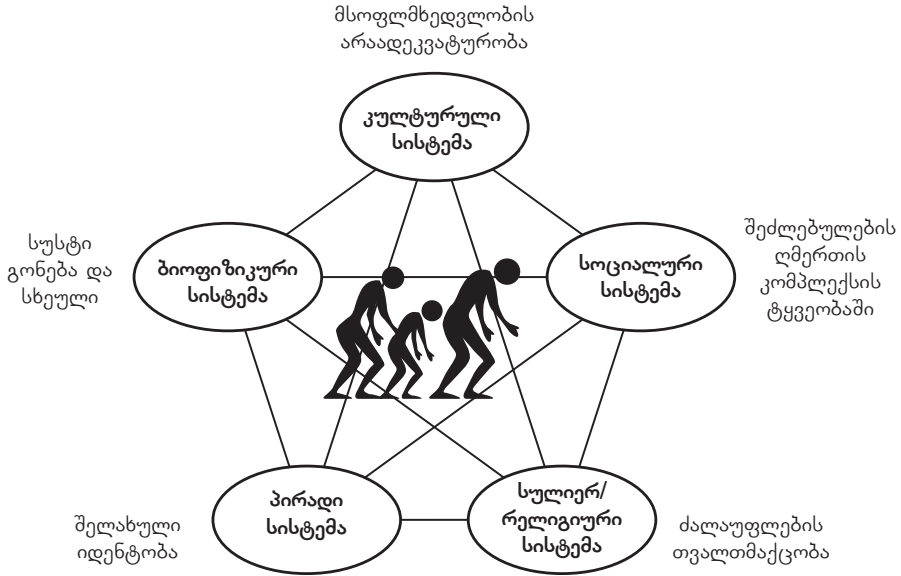 მსოფლმხედვლობის
არაადეკვატურობა
კულტურული
სისტემა
სუსტი
გონება და
სხეული
ბიოფიზიკური
სისტემა
სოციალური
სისტემა
შეძლებულების
ღმერთის
კომპლექსის
ტყვეობაში
შელახული
იდენტობა
პირადი
სისტემა
სულიერ/
რელიგიური
სისტემა
ძალაუფლების
თვალთმაქცობა